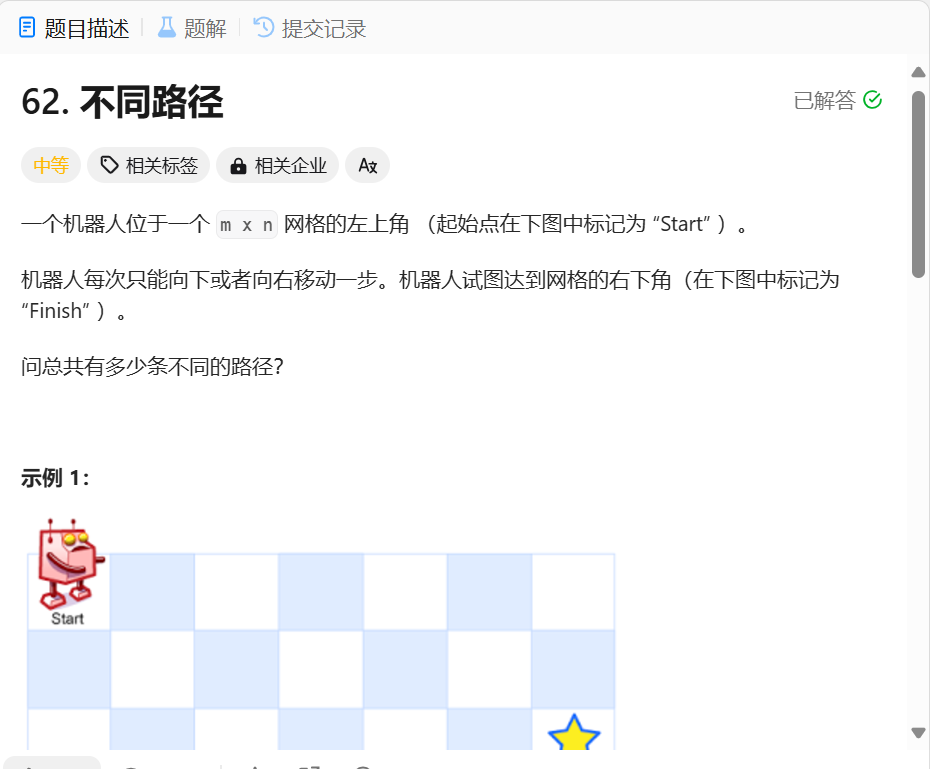 题目描述 题解 提交记录
62. 不同路径
已解答
中等 相关标签 相关企业
一个机器人位于一个 m x n 网格的左上角 （起始点在下图中标记为 “Start” ）。
机器人每次只能向下或者向右移动一步。机器人试图达到网格的右下角（在下图中标记为
“Finish” ）。
问总共有多少条不同的路径？
示例 1：
Start